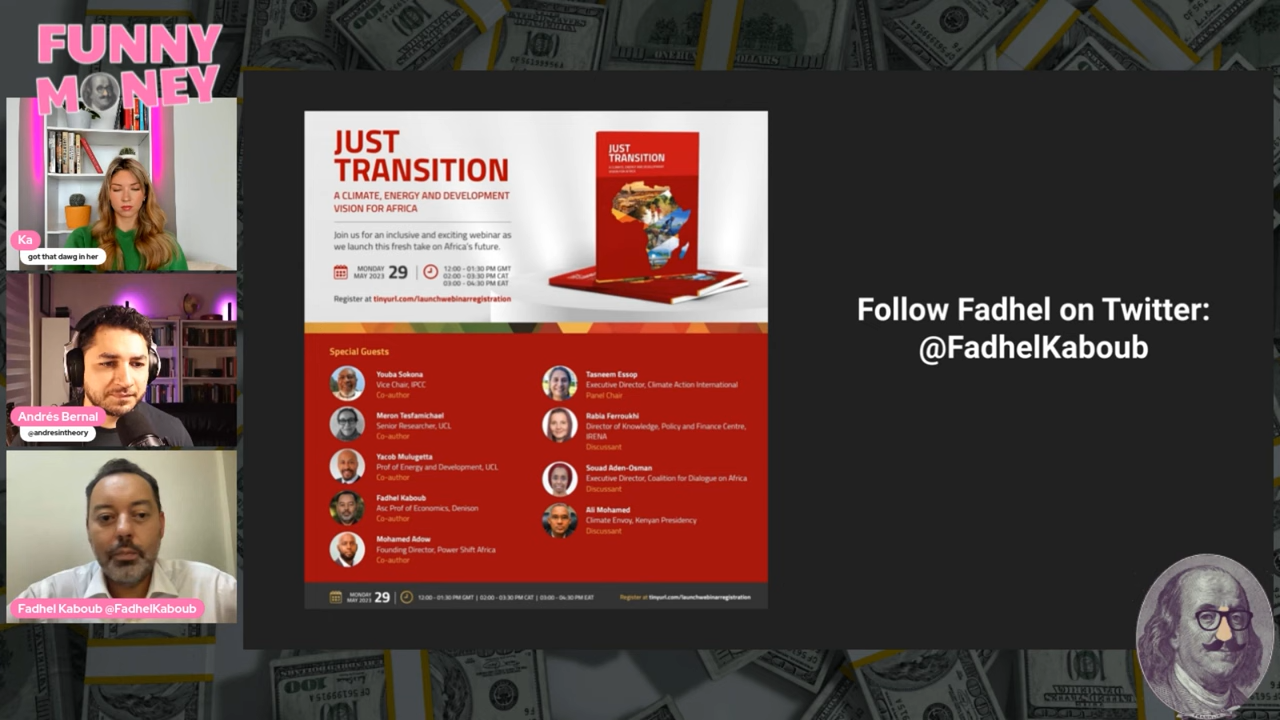 FUNNY
MONEY
Ka
got that dawg in her
Andrés Bernal
@andresintheory
Fadhel Kaboub @FadhelKaboub
JUST
TRANSITION
A CLIMATE, ENERGY AND DEVELOPMENT
VISION FOR AFRICA
Join us for an inclusive and exciting webinar as
we launch this fresh take on Africa's future.
MONDAY
MAY 2023
29
12:00 - 01:30 PM GMT
02:00 - 03:30 PM CAT
03:00 - 04:30 PM EAT
Register at tinyurl.com/launchwebinarregistration
JUST
TRANSITION
Special Guests
Youba Sokona
Vice Chair, IPCC
Co-author
Meron Tesfamichael
Senior Researcher, UCL
Co-author
Yacob Mulugetta
Prof of Energy and Development, UCL
Co-author
Fadhel Kaboub
Asc Prof of Economics, Denison
Co-author
Mohamed Adow
Founding Director, Power Shift Africa
Co-author
Tasneem Essop
Executive Director, Climate Action International
Panel Chair
Rabia Ferroukhi
Director of Knowledge, Policy and Finance Centre,
IRENA
Discussant
Souad Aden-Osman
Executive Director, Coalition for Dialogue on Africa
Discussant
Ali Mohamed
Climate Envoy, Kenyan Presidency
Discussant
MONDAY
MAY 2023
29
12:00 - 01:30 PM GMT | 02:00 - 03:30 PM CAT | 03:00 - 04:30 PM EAT
Register at tinyurl.com/launchwebinarregistration
Follow Fadhel on Twitter:
@FadhelKaboub